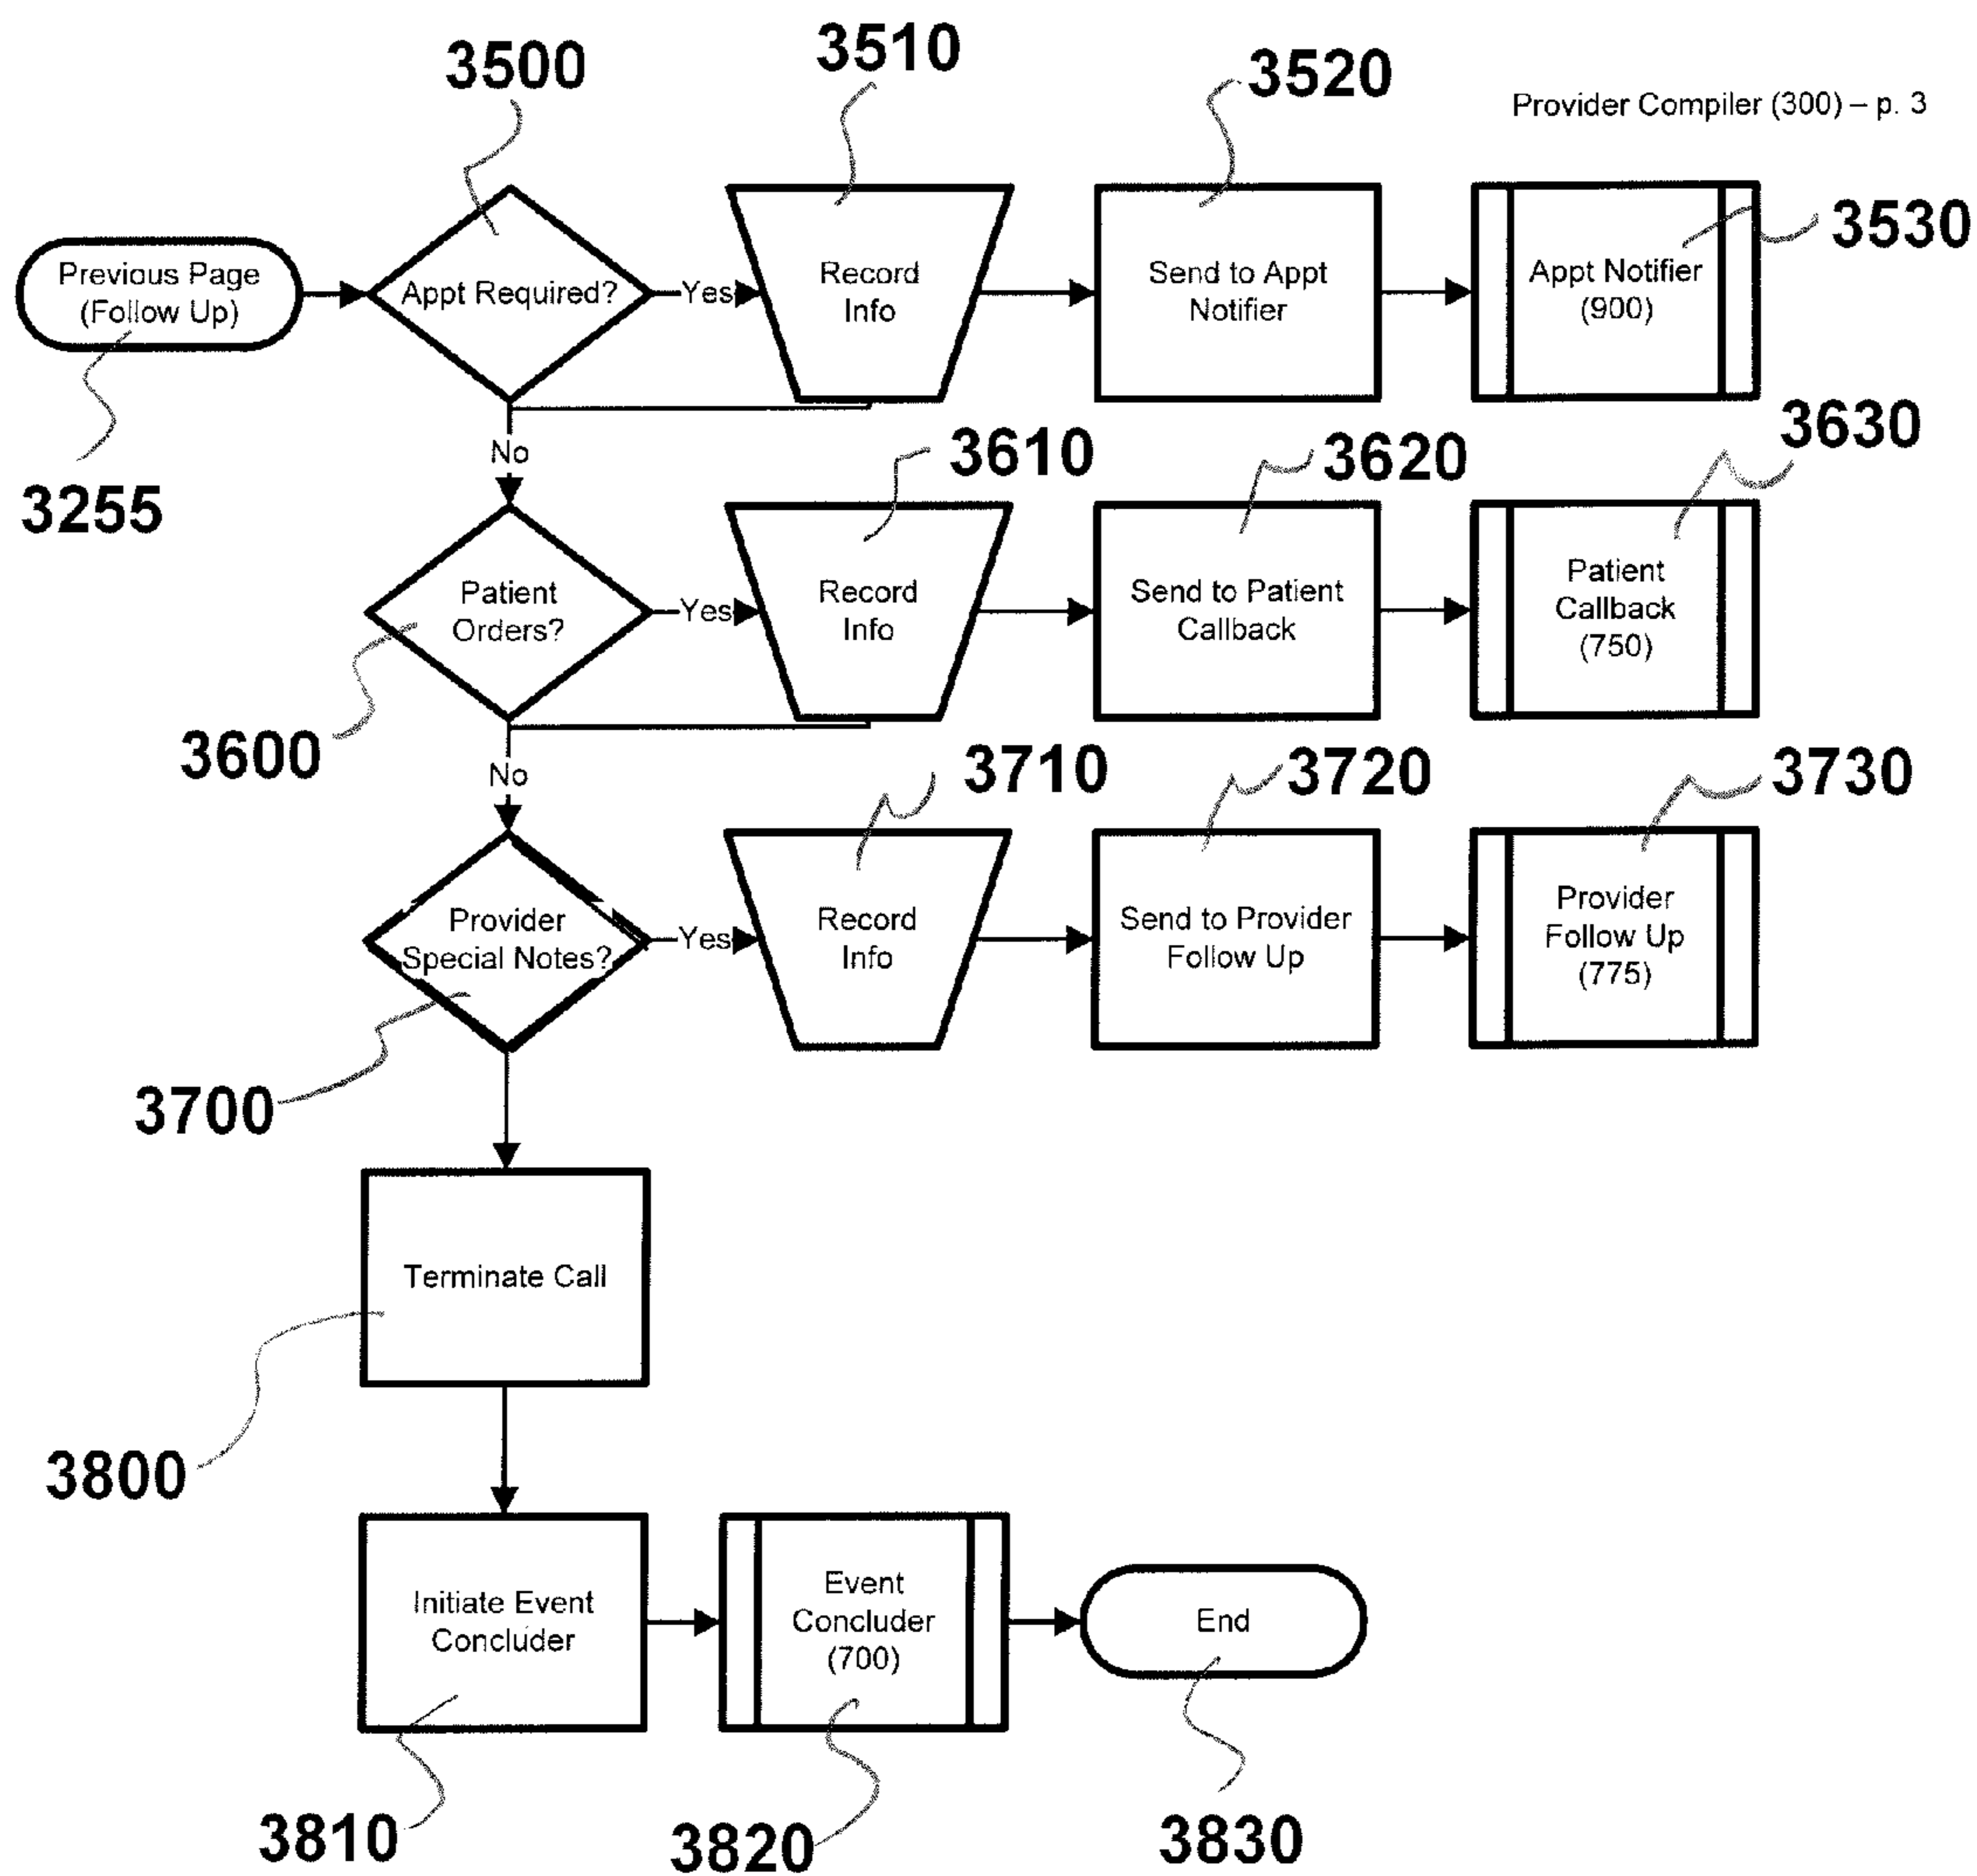 3500
3510
3520
Provider Compiler (300) – p. 3
3530
Previous Page
(Follow Up)
Appt Required?
Yes
Record
Info
Send to Appt
Notifier
Appt Notifier
(900)
3255
No
3610
3620
3630
Patient
Orders?
Yes
Record
Info
Send to Patient
Callback
Patient
Callback
(750)
3600
No
3710
3720
3730
Provider
Special Notes?
Yes
Record
Info
Send to Provider
Follow Up
Provider
Follow Up
(775)
3700
Terminate Call
3800
Initiate Event
Concluder
Event
Concluder
(700)
End
3810
3820
3830